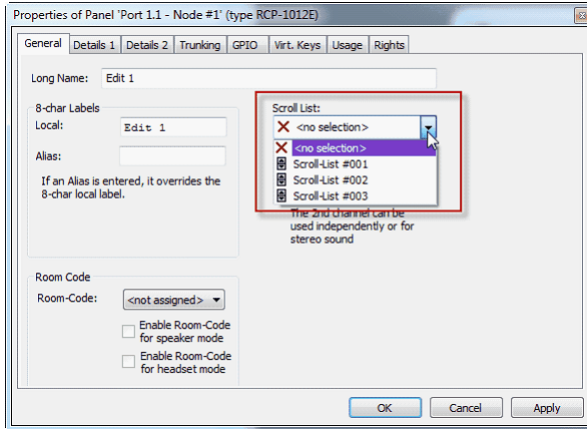 Properties of Panel 'Port 1.1 - Node #1' (type RCP-1012E)
General Details 1 Details 2 Trunking GPIO Virt. Keys Usage Rights
Long Name: Edit 1
8-char Labels
Local: Edit 1
Alias:
If an Alias is entered, it overrides the
8-char local label.
Scroll List:
<no selection>
<no selection>
Scroll-List #001
Scroll-List #002
Scroll-List #003
The 2nd channel can be
used independently or for
stereo sound
Room Code
Room-Code: <not assigned>
Enable Room-Code
for speaker mode
Enable Room-Code
for headset mode
OK Cancel Apply